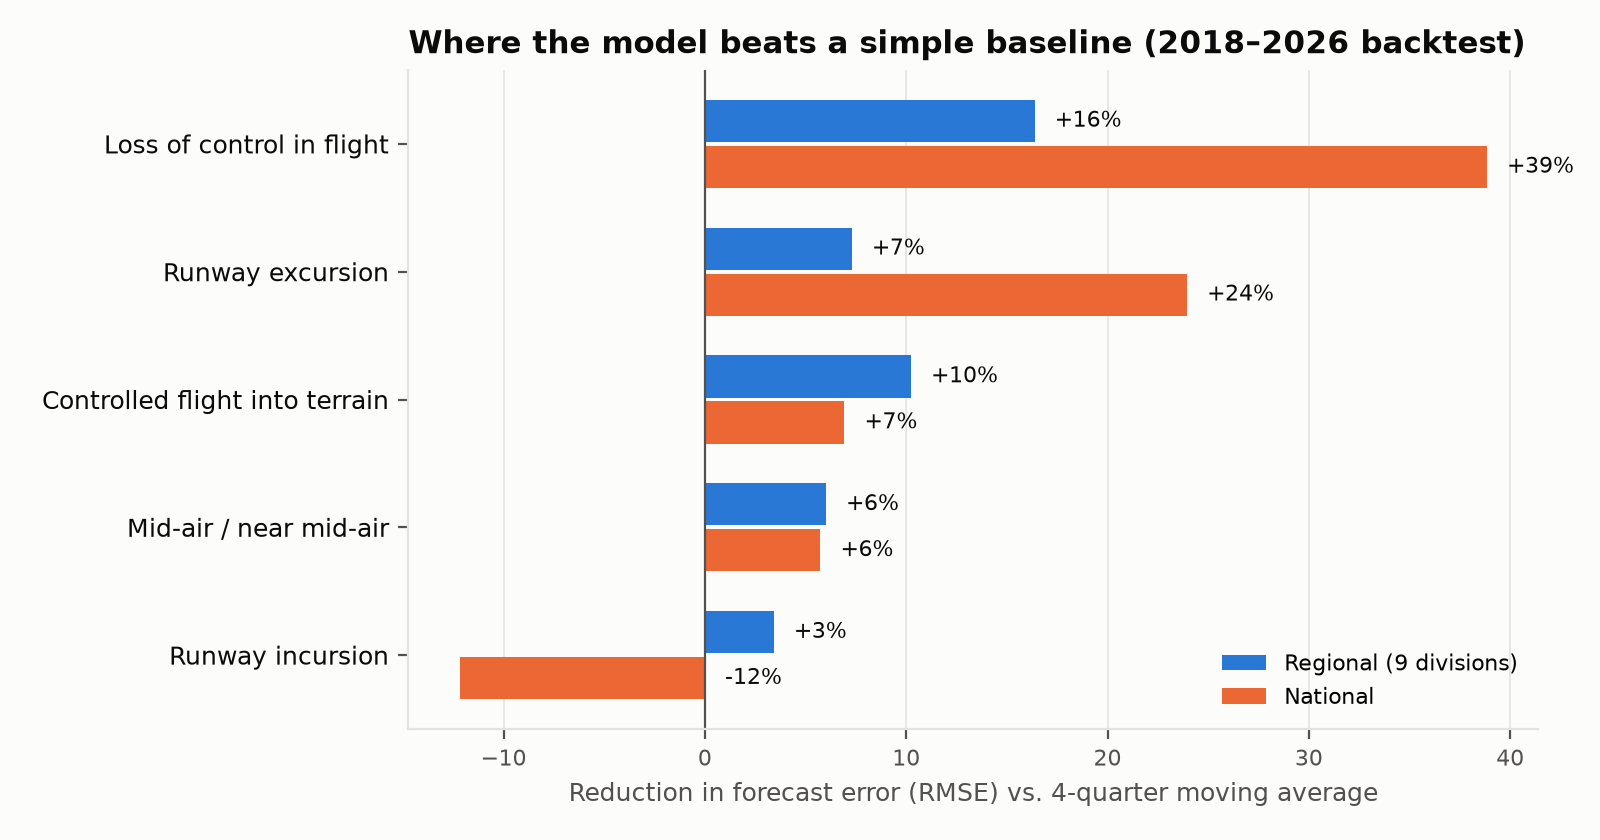 Where the model beats a simple baseline (2018–2026 backtest)
Loss of control in flight
+16%
+39%
Runway excursion
+7%
+24%
Controlled flight into terrain
+10%
+7%
Mid-air / near mid-air
+6%
+6%
Runway incursion
+3%
-12%
Regional (9 divisions)
National
−10 0 10 20 30 40
Reduction in forecast error (RMSE) vs. 4-quarter moving average